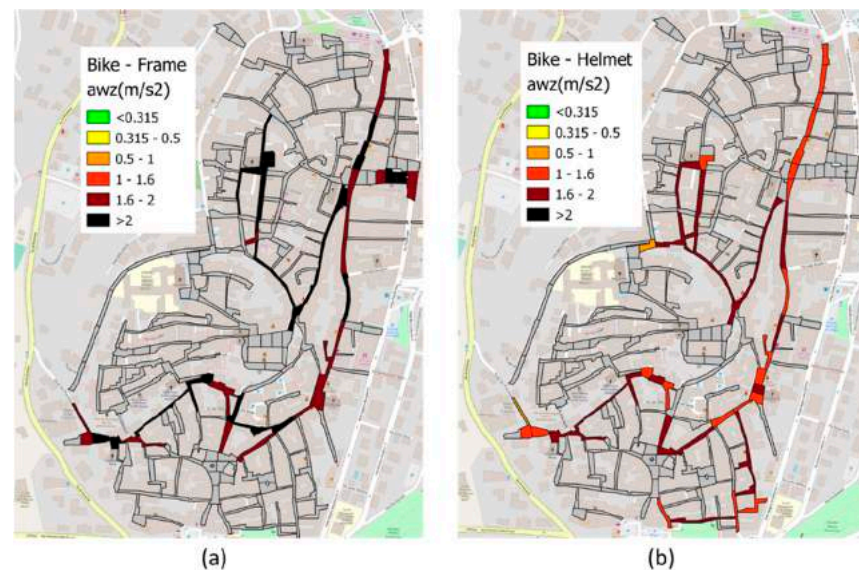 Bike - Frame
awz(m/s2)
<0.315
0.315 - 0.5
0.5 - 1
1 - 1.6
1.6 - 2
>2
(a)
Bike - Helmet
awz(m/s2)
<0.315
0.315 - 0.5
0.5 - 1
1 - 1.6
1.6 - 2
>2
(b)